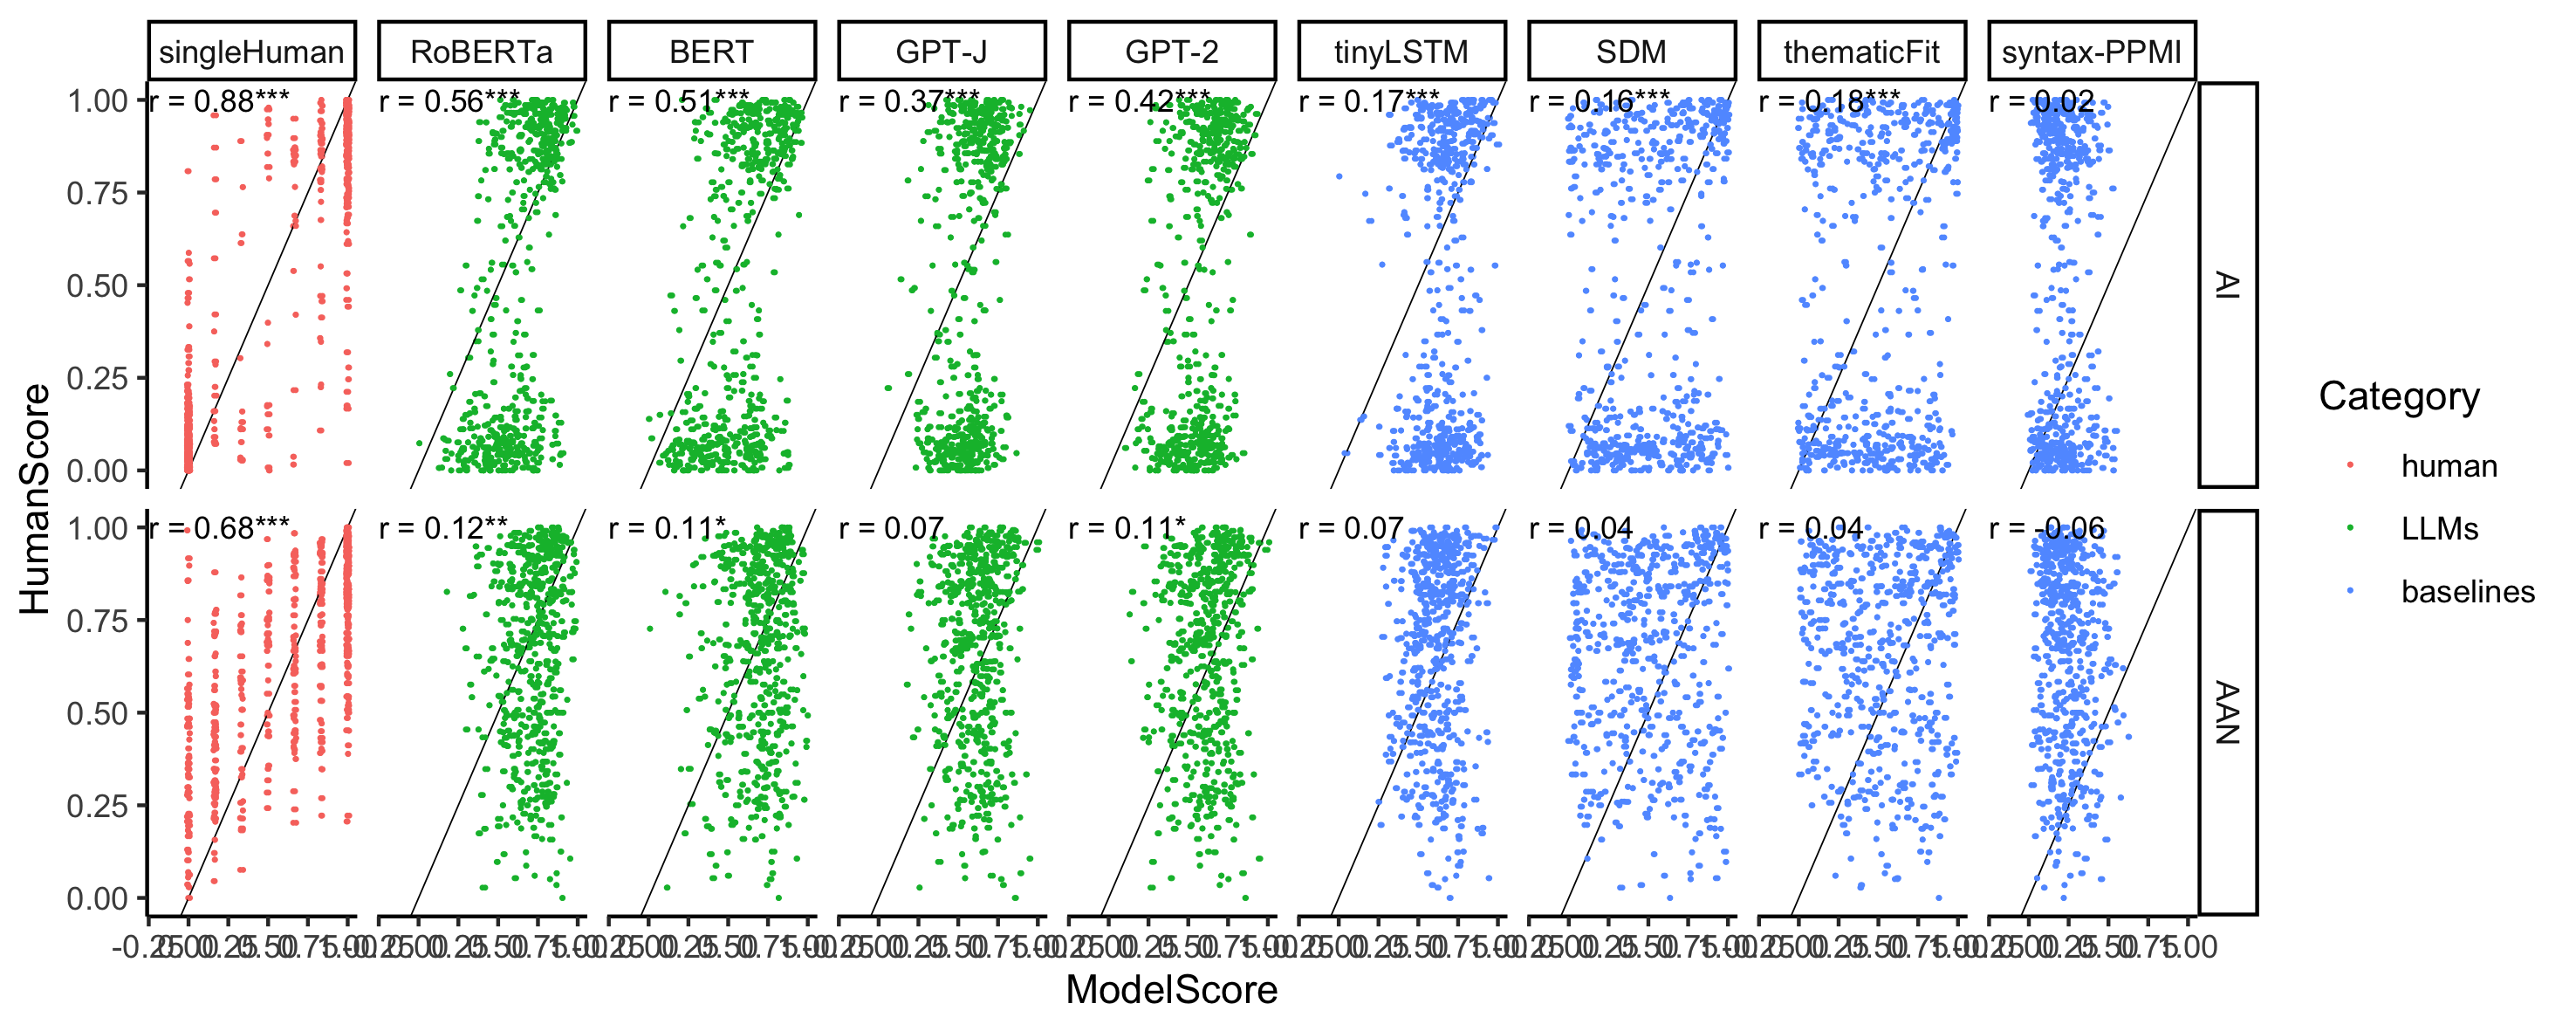 singleHuman RoBERTa BERT GPT-J GPT-2 tinyLSTM SDM thematicFit syntax-PPMI
r = 0.88*** r = 0.56*** r = 0.51*** r = 0.37*** r = 0.42*** r = 0.17*** r = 0.16*** r = 0.18*** r = 0.02
1.00
0.75
0.50
0.25
0.00
AI
r = 0.68*** r = 0.12** r = 0.11* r = 0.07 r = 0.11* r = 0.07 r = 0.04 r = 0.04 r = -0.06
1.00
0.75
0.50
0.25
0.00
AAN
HumanScore
ModelScore
Category
human
LLMs
baselines